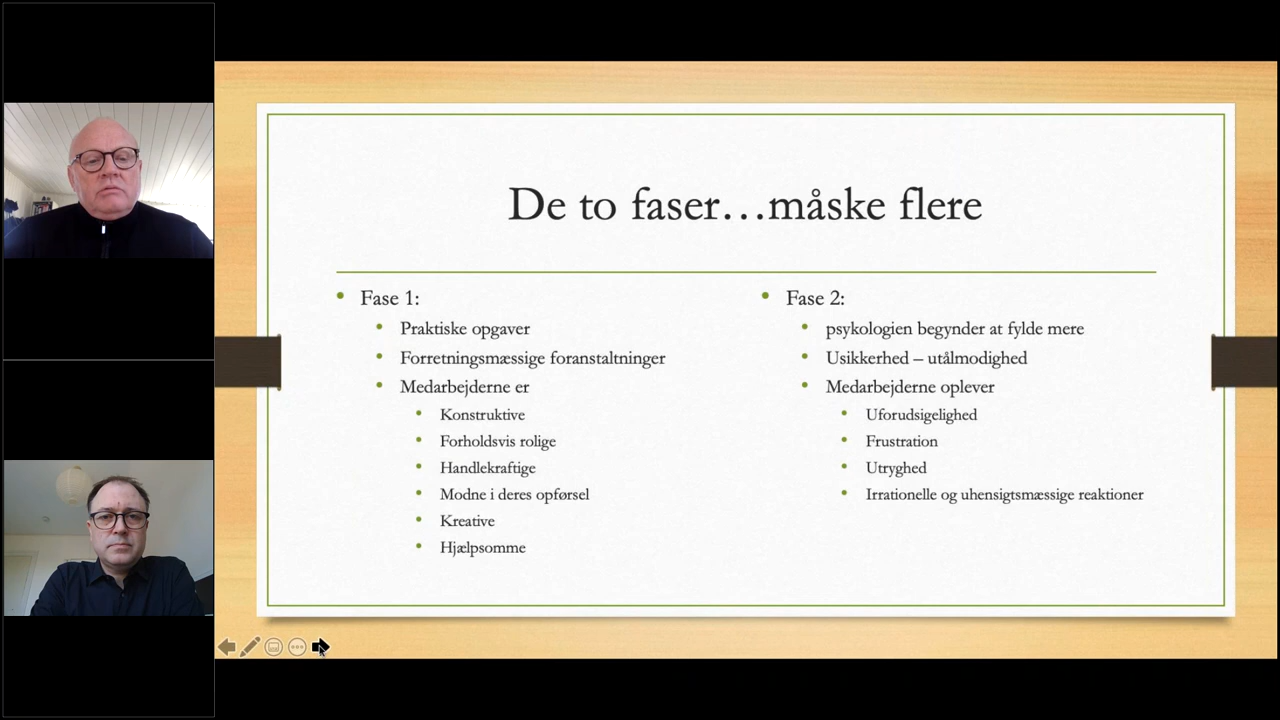 De to faser…måske flere
Fase 1:
Praktiske opgaver
Forretningsmæssige foranstaltninger
Medarbejderne er
Konstruktive
Forholdsvis rolige
Handlekraftige
Modne i deres opførsel
Kreative
Hjælpsomme
Fase 2:
psykologien begynder at fylde mere
Usikkerhed – utålmodighed
Medarbejderne oplever
Uforudsigelighed
Frustration
Utryghed
Irrationelle og uhensigtsmæssige reaktioner